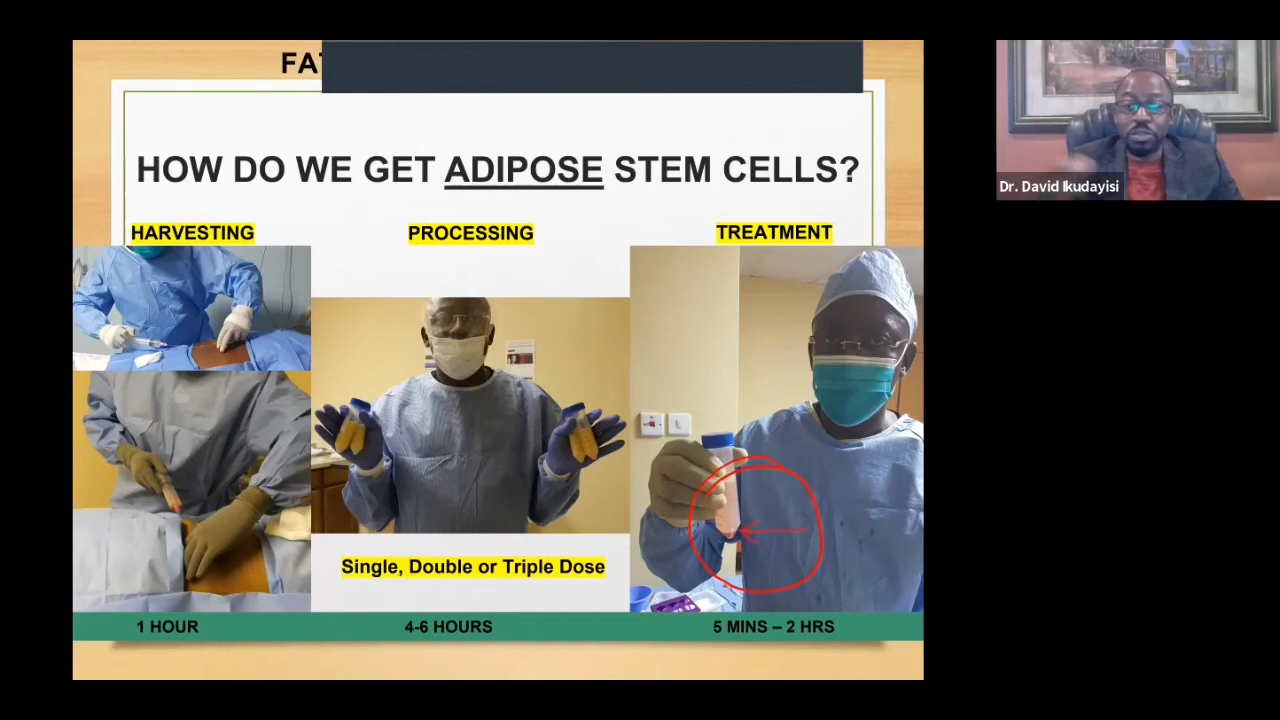 FAT
HOW DO WE GET ADIPOSE STEM CELLS?
HARVESTING
PROCESSING
TREATMENT
Single, Double or Triple Dose
1 HOUR
4-6 HOURS
5 MINS – 2 HRS
Dr. David Ikudayisi